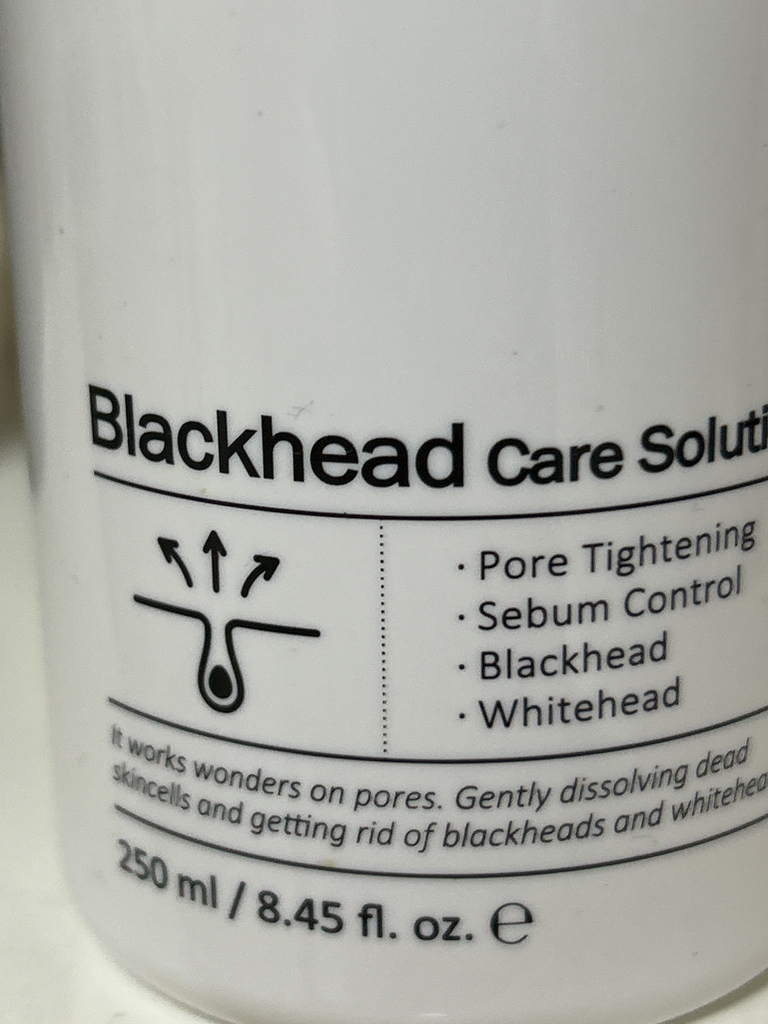 Blackhead Care Soluti
· Pore Tightening
· Sebum Control
· Blackhead
· Whitehead
It works wonders on pores. Gently dissolving dead
skincells and getting rid of blackheads and whitehea
250 ml / 8.45 fl. oz. ℮